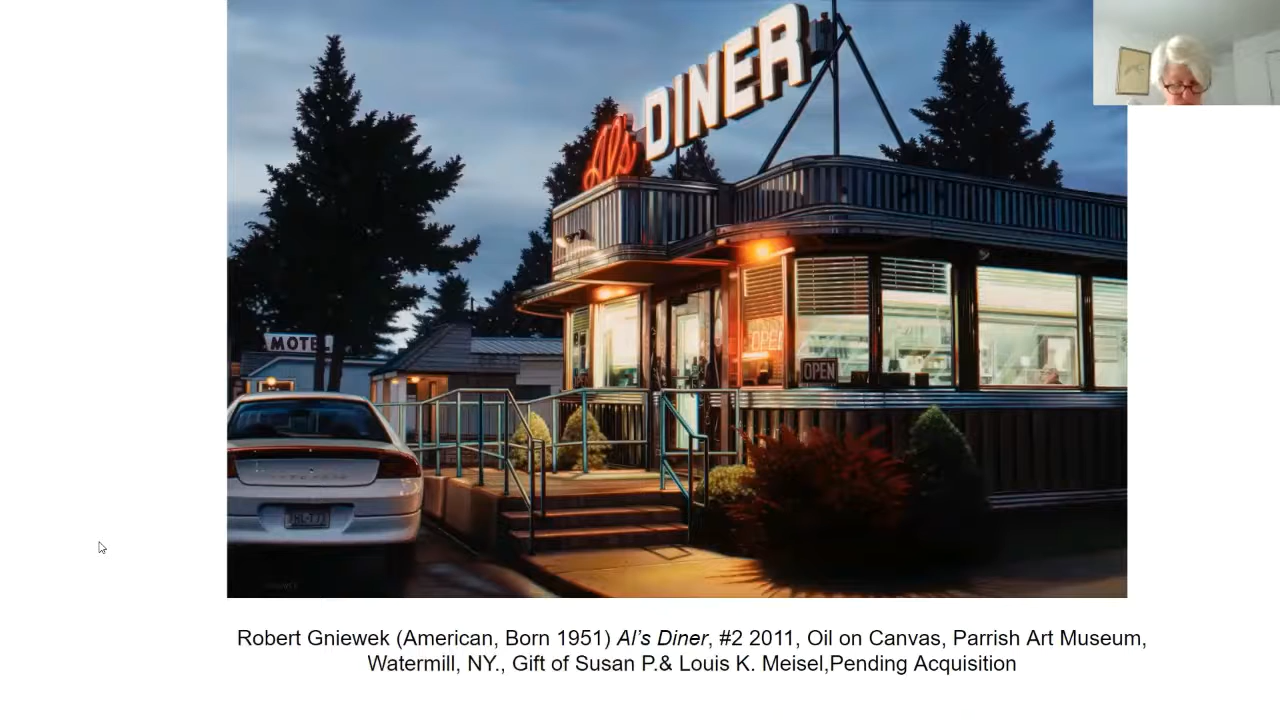 Al's DINER
MOTEL
OPEN
OPEN
Robert Gniewek (American, Born 1951) Al's Diner, #2 2011, Oil on Canvas, Parrish Art Museum,
Watermill, NY., Gift of Susan P.& Louis K. Meisel,Pending Acquisition